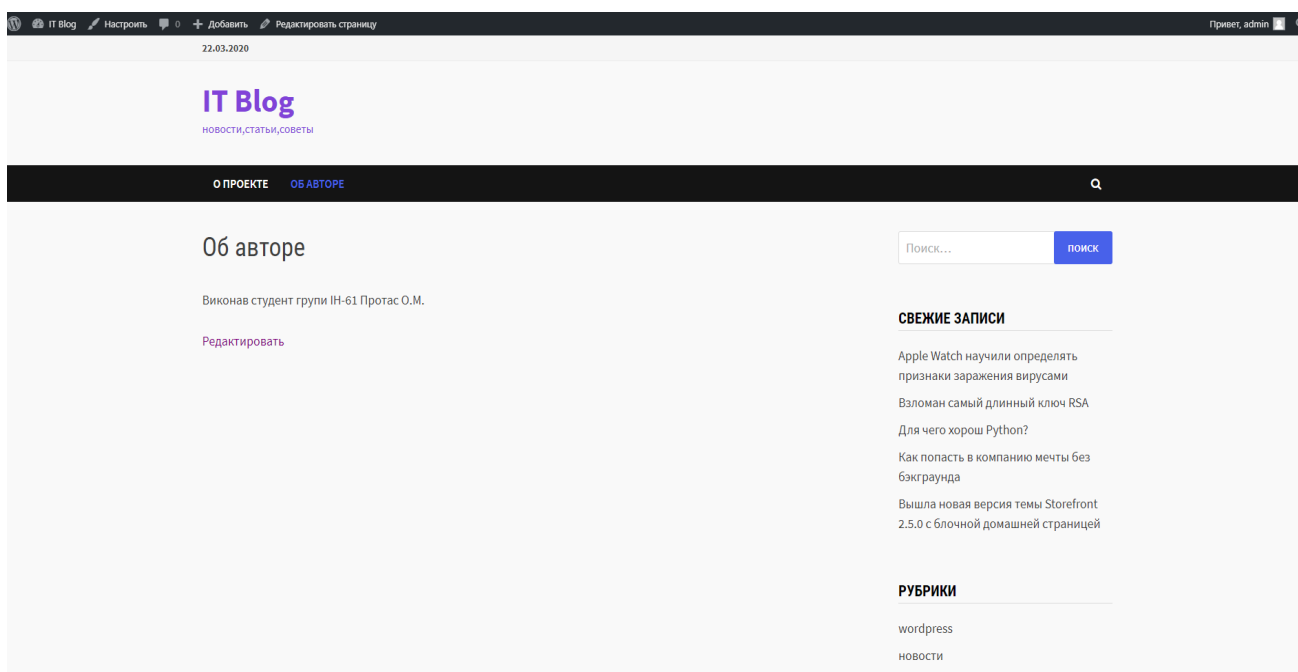 IT Blog Настроить 0 Добавить Редактировать страницу Привет, admin
22.03.2020
IT Blog
новости,статьи,советы
О ПРОЕКТЕ ОБ АВТОРЕ
Об авторе
Виконав студент групи ІН-61 Протас О.М.
Редактировать
Поиск… ПОИСК
СВЕЖИЕ ЗАПИСИ
Apple Watch научили определять
признаки заражения вирусами
Взломан самый длинный ключ RSA
Для чего хорош Python?
Как попасть в компанию мечты без
бэкграунда
Вышла новая версия темы Storefront
2.5.0 с блочной домашней страницей
РУБРИКИ
wordpress
новости